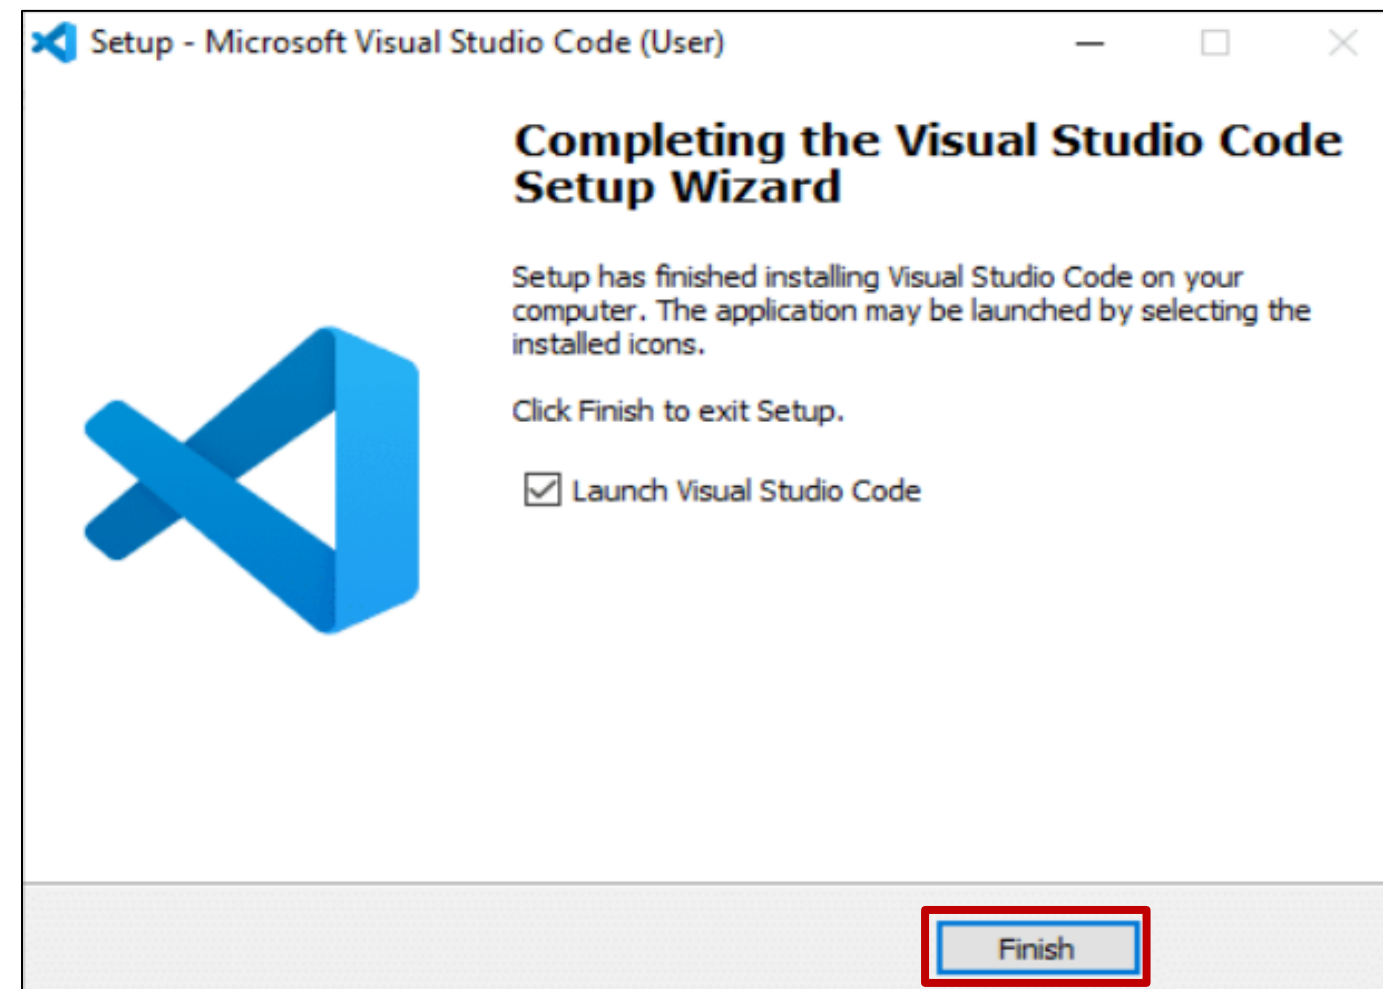 Setup - Microsoft Visual Studio Code (User)
Completing the Visual Studio Code
Setup Wizard
Setup has finished installing Visual Studio Code on your
computer. The application may be launched by selecting the
installed icons.
Click Finish to exit Setup.
Launch Visual Studio Code
Finish